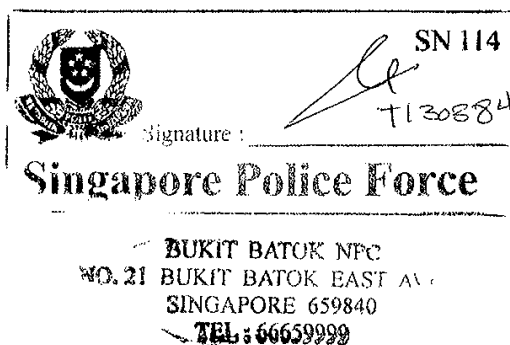 SN 114
T130884
Signature :
Singapore Police Force
BUKIT BATOK NPC
NO. 21 BUKIT BATOK EAST AV
SINGAPORE 659840
TEL : 66659999